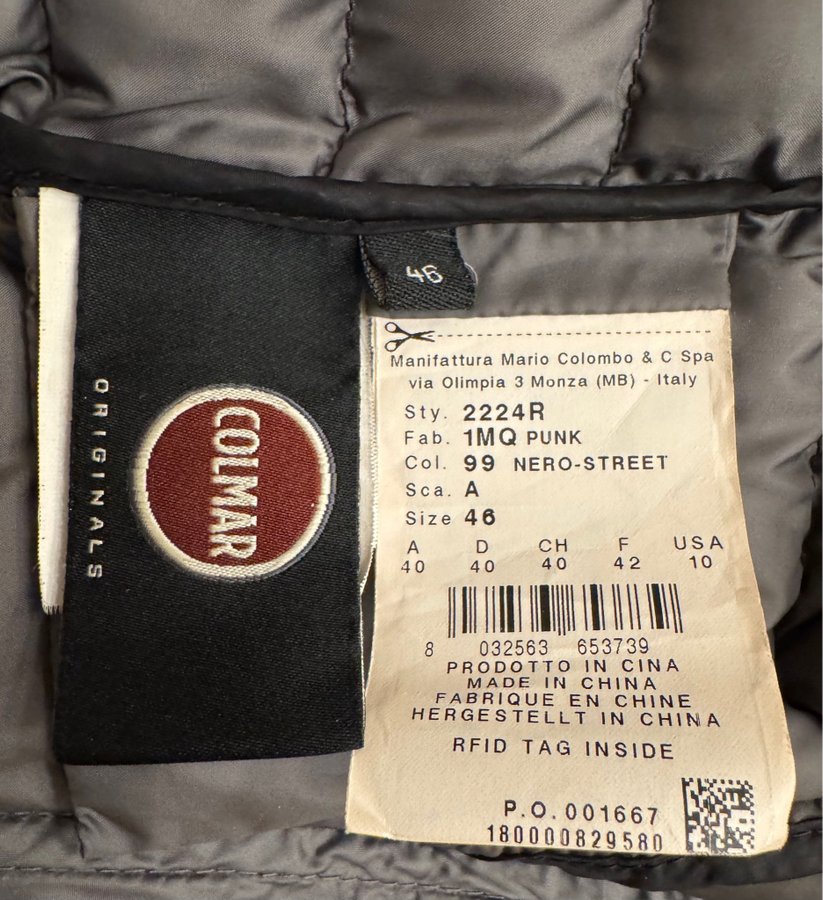 ORIGINALS
COLMAR
46
Manifattura Mario Colombo & C Spa
via Olimpia 3 Monza (MB) - Italy
Sty. 2224R
Fab. 1MQ PUNK
Col. 99 NERO-STREET
Sca. A
Size 46
A D CH F USA
40 40 40 42 10
8 032563 653739
PRODOTTO IN CINA
MADE IN CHINA
FABRIQUE EN CHINE
HERGESTELLT IN CHINA
RFID TAG INSIDE
P.O. 001667
180000829580